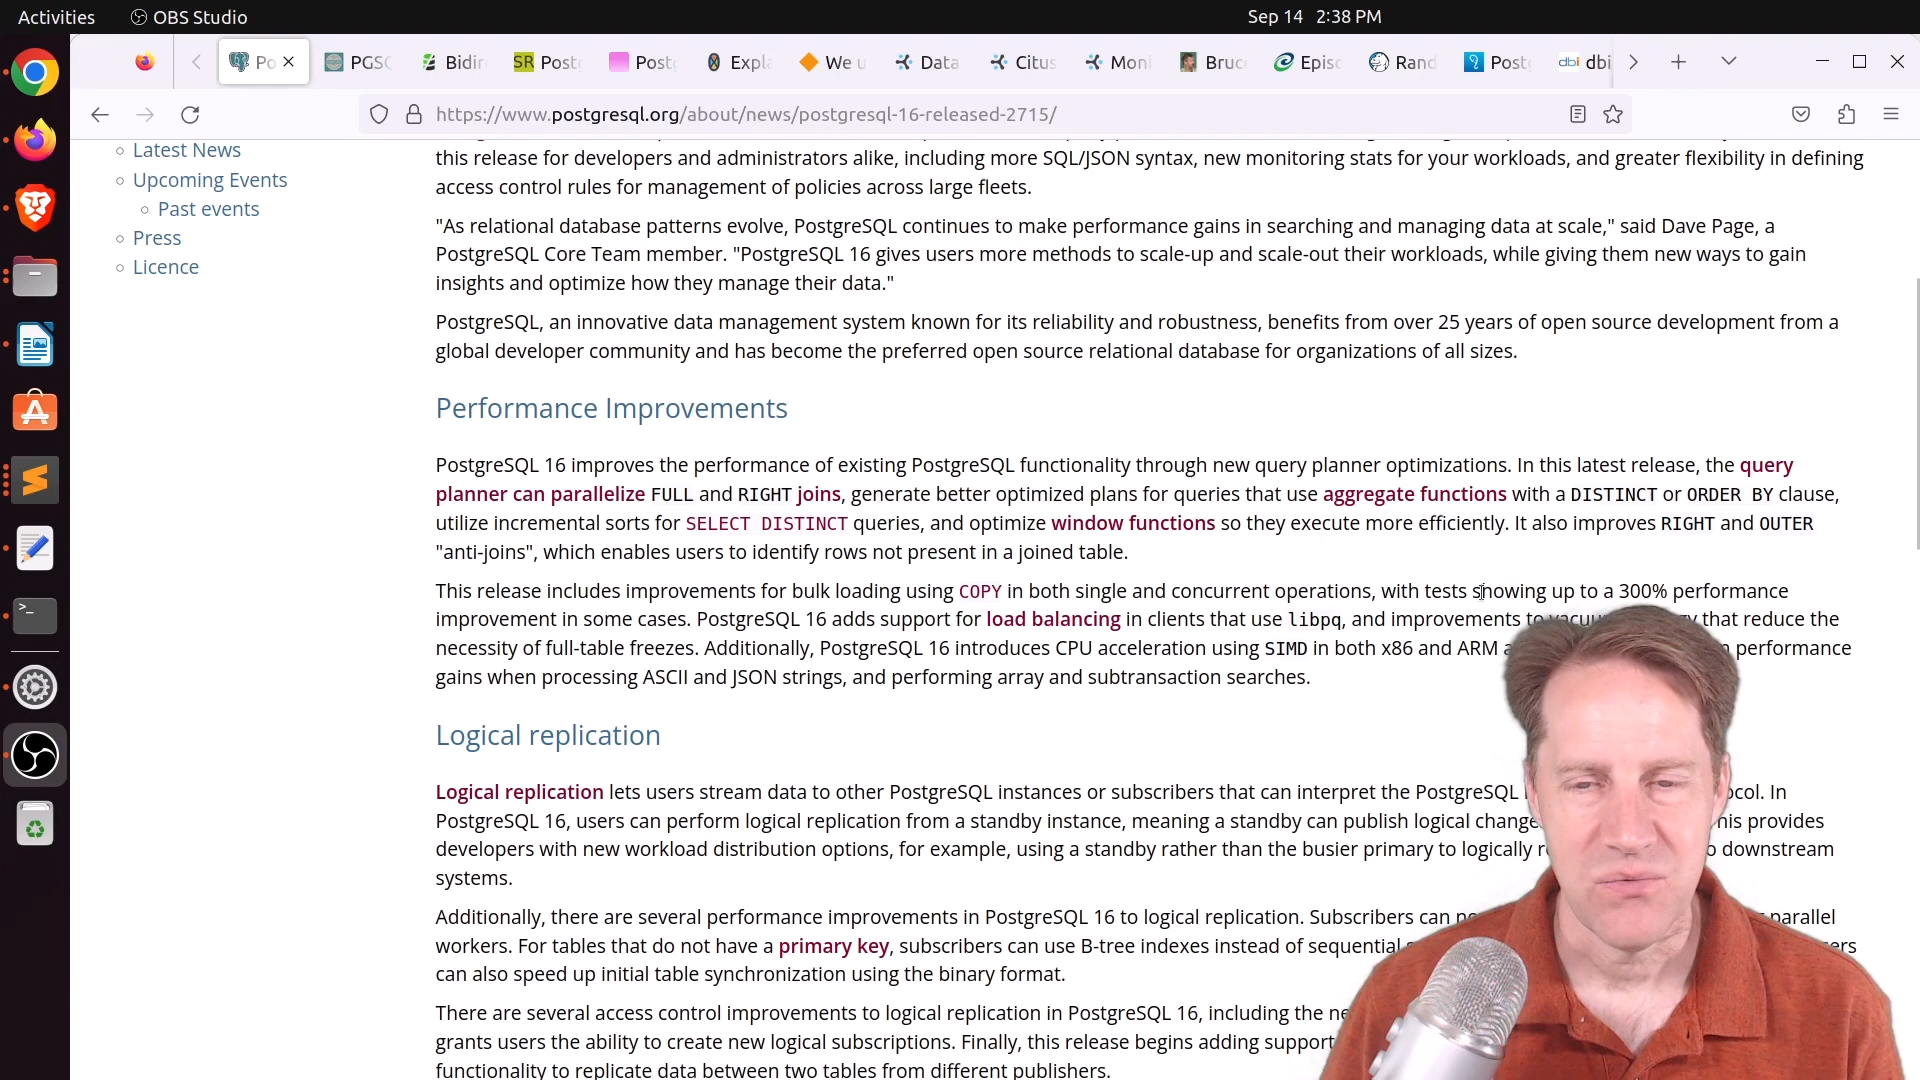 Activities OBS Studio Sep 14 2:38 PM
Po PGSC Bidir SR Post Post Expla We u Data Citus Moni Bruc Episo Rand ? Post dbi dbi
https://www.postgresql.org/about/news/postgresql-16-released-2715/
Latest News
Upcoming Events
Past events
Press
Licence
this release for developers and administrators alike, including more SQL/JSON syntax, new monitoring stats for your workloads, and greater flexibility in defining
access control rules for management of policies across large fleets.
"As relational database patterns evolve, PostgreSQL continues to make performance gains in searching and managing data at scale," said Dave Page, a
PostgreSQL Core Team member. "PostgreSQL 16 gives users more methods to scale-up and scale-out their workloads, while giving them new ways to gain
insights and optimize how they manage their data."
PostgreSQL, an innovative data management system known for its reliability and robustness, benefits from over 25 years of open source development from a
global developer community and has become the preferred open source relational database for organizations of all sizes.
Performance Improvements
PostgreSQL 16 improves the performance of existing PostgreSQL functionality through new query planner optimizations. In this latest release, the query
planner can parallelize FULL and RIGHT joins, generate better optimized plans for queries that use aggregate functions with a DISTINCT or ORDER BY clause,
utilize incremental sorts for SELECT DISTINCT queries, and optimize window functions so they execute more efficiently. It also improves RIGHT and OUTER
"anti-joins", which enables users to identify rows not present in a joined table.
This release includes improvements for bulk loading using COPY in both single and concurrent operations, with tests showing up to a 300% performance
improvement in some cases. PostgreSQL 16 adds support for load balancing in clients that use libpq, and improvements to that reduce the
necessity of full-table freezes. Additionally, PostgreSQL 16 introduces CPU acceleration using SIMD in both x86 and ARM performance
gains when processing ASCII and JSON strings, and performing array and subtransaction searches.
Logical replication
Logical replication lets users stream data to other PostgreSQL instances or subscribers that can interpret the PostgreSQL In
PostgreSQL 16, users can perform logical replication from a standby instance, meaning a standby can publish logical provides
developers with new workload distribution options, for example, using a standby rather than the busier primary to logically downstream
systems.
Additionally, there are several performance improvements in PostgreSQL 16 to logical replication. Subscribers can parallel
workers. For tables that do not have a primary key, subscribers can use B-tree indexes instead of sequential
can also speed up initial table synchronization using the binary format.
There are several access control improvements to logical replication in PostgreSQL 16, including the
grants users the ability to create new logical subscriptions. Finally, this release begins adding support
functionality to replicate data between two tables from different publishers.